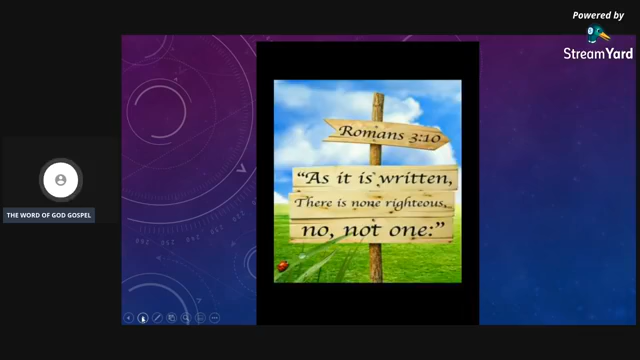 Powered by
StreamYard
Romans 3:10
“As it is written,
There is none righteous,
no, not one:”
THE WORD OF GOD GOSPEL